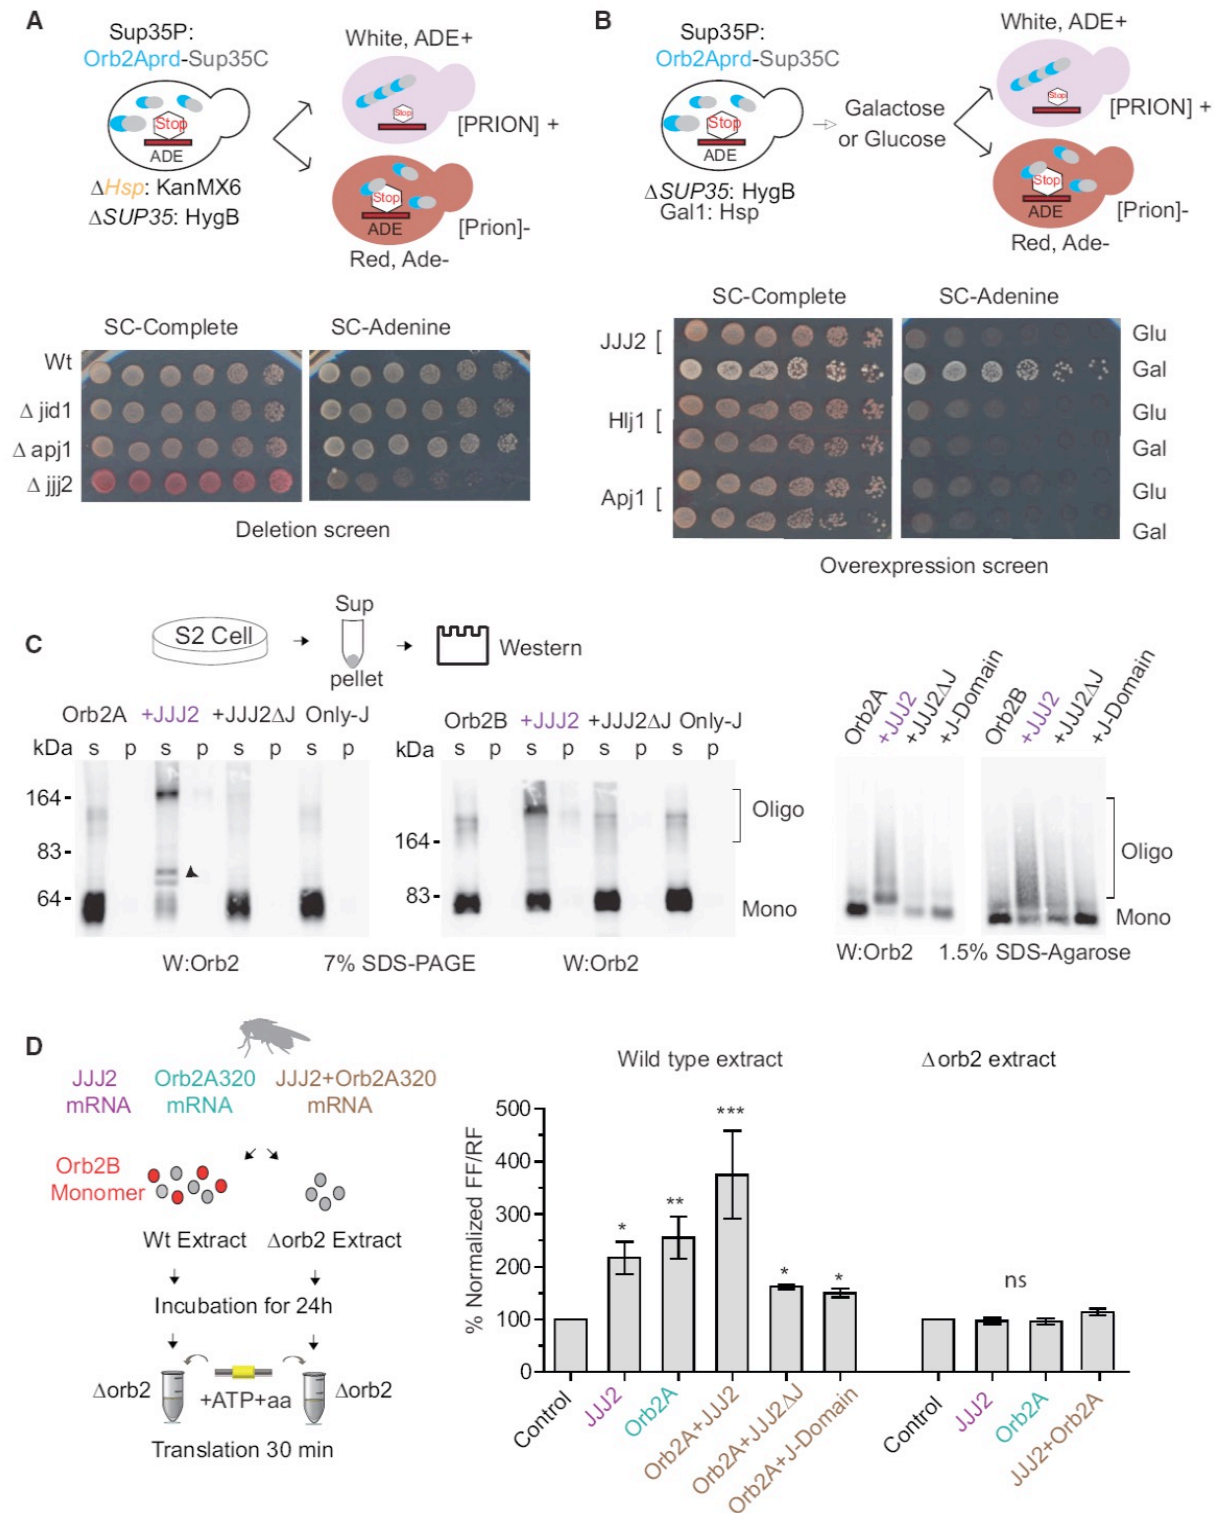 A
Sup35P:
Orb2Aprd-Sup35C
Stop
ADE
ΔHsp: KanMX6
ΔSUP35: HygB
White, ADE+
Stop
[PRION] +
Stop
ADE
[Prion]-
Red, Ade-
SC-Complete SC-Adenine
Wt
Δ jid1
Δ apj1
Δ jjj2
Deletion screen
B
Sup35P:
Orb2Aprd-Sup35C
Stop
ADE
ΔSUP35: HygB
Gal1: Hsp
Galactose
or Glucose
White, ADE+
Stop
[PRION] +
Stop
ADE
[Prion]-
Red, Ade-
SC-Complete SC-Adenine
JJJ2 [ Glu
Gal
Hlj1 [ Glu
Gal
Apj1 [ Glu
Gal
Overexpression screen
C
S2 Cell
Sup
pellet
Western
Orb2A +JJJ2 +JJJ2ΔJ Only-J
kDa s p s p s p s p
164
83
64
W:Orb2
7% SDS-PAGE
Orb2B +JJJ2 +JJJ2ΔJ Only-J
kDa s p s p s p s p
164
83
Oligo
Mono
W:Orb2
Orb2A
+JJJ2
+JJJ2ΔJ
+J-Domain
Orb2B
+JJJ2
+JJJ2ΔJ
+J-Domain
Oligo
Mono
W:Orb2 1.5% SDS-Agarose
D
JJJ2
mRNA
Orb2A320
mRNA
JJJ2+Orb2A320
mRNA
Orb2B
Monomer
Wt Extract Δorb2 Extract
Incubation for 24h
Δorb2 +ATP+aa Δorb2
Translation 30 min
Wild type extract Δorb2 extract
% Normalized FF/RF
500
400
300
200
100
0
*
**
***
*
*
ns
Control
JJJ2
Orb2A
Orb2A+JJJ2
Orb2A+JJJ2ΔJ
Orb2A+J-Domain
Control
JJJ2
Orb2A
JJJ2+Orb2A